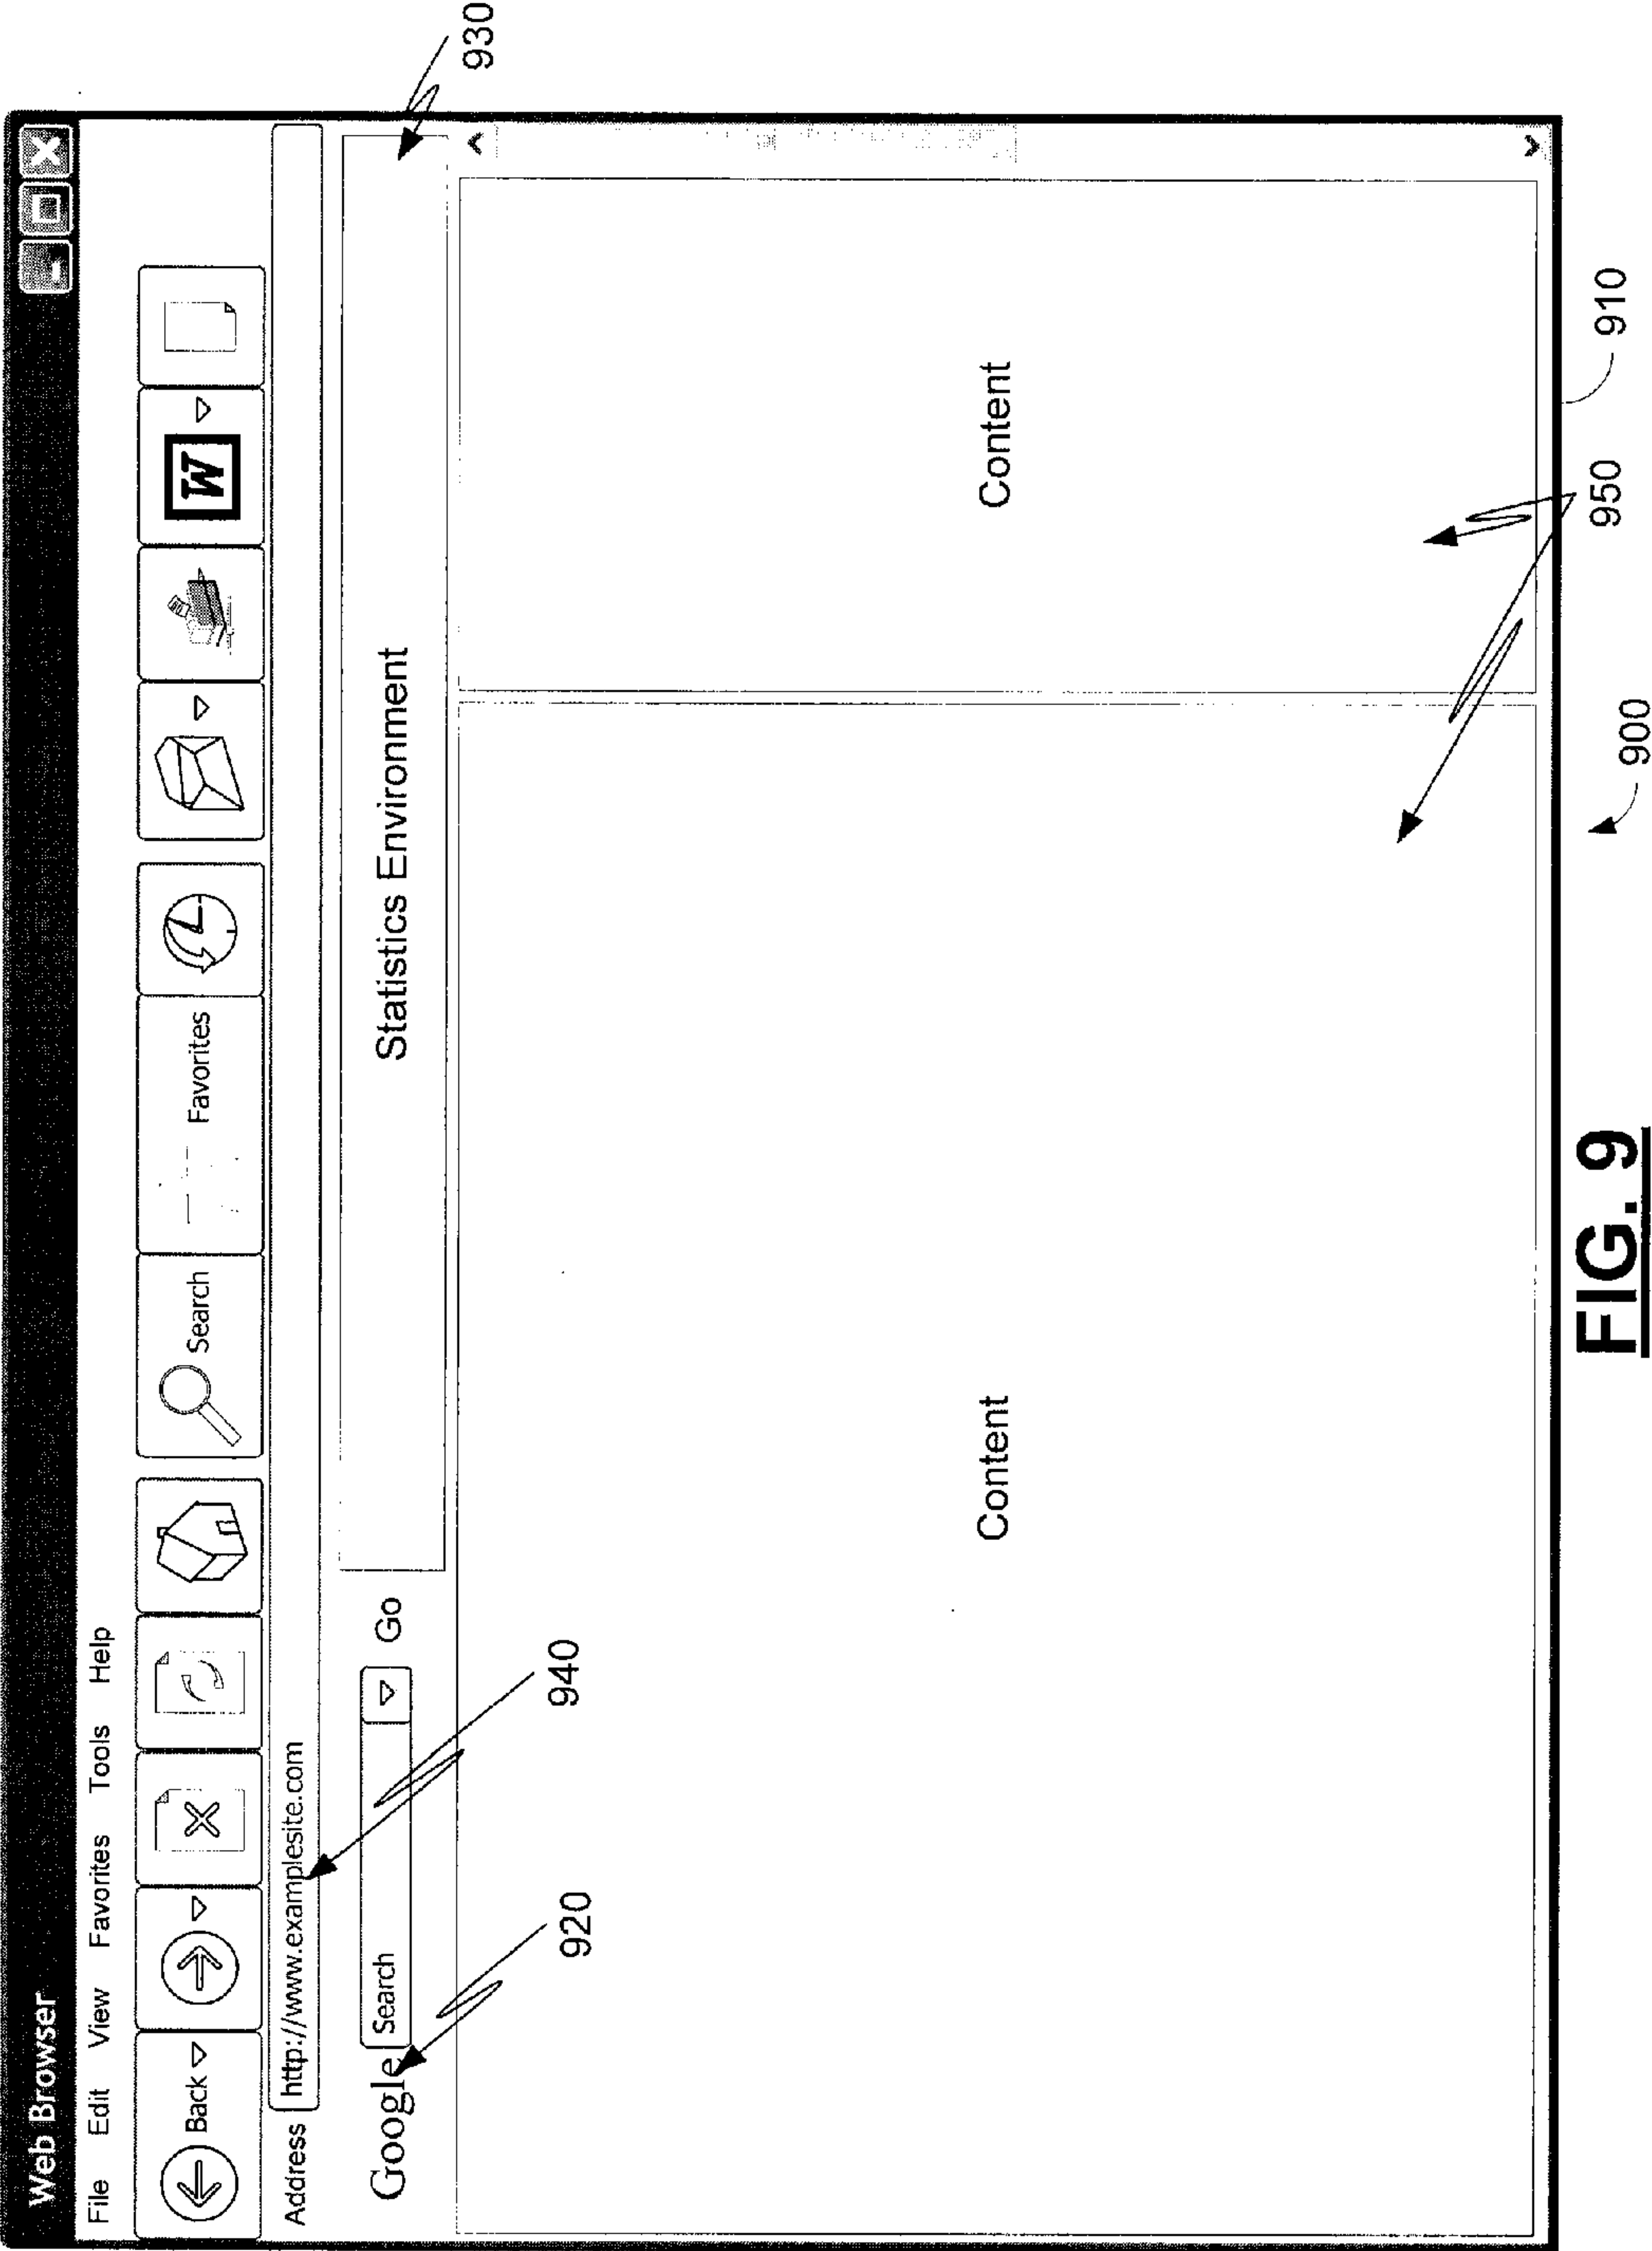 Web Browser
File Edit View Favorites Tools Help
Back Search Favorites W
Address http://www.examplesite.com
Google Search Go Statistics Environment
930
940
920
Content Content
950
910
900
FIG. 9